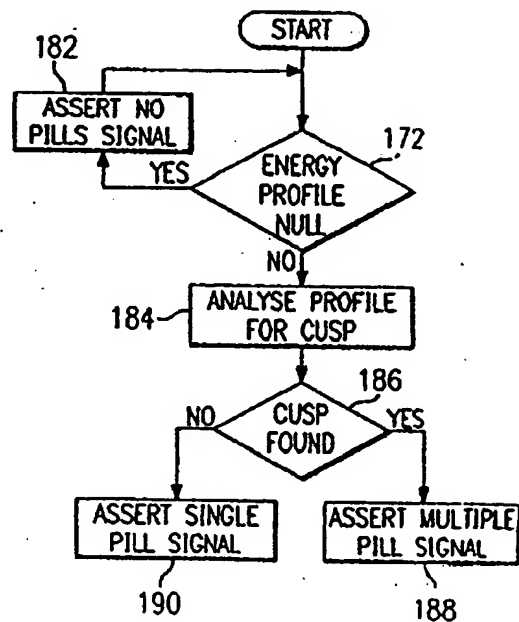 START
182
ASSERT NO
PILLS SIGNAL
172
YES
ENERGY
PROFILE
NULL
NO
184
ANALYSE PROFILE
FOR CUSP
186
NO
CUSP
FOUND
YES
ASSERT SINGLE
PILL SIGNAL
190
ASSERT MULTIPLE
PILL SIGNAL
188